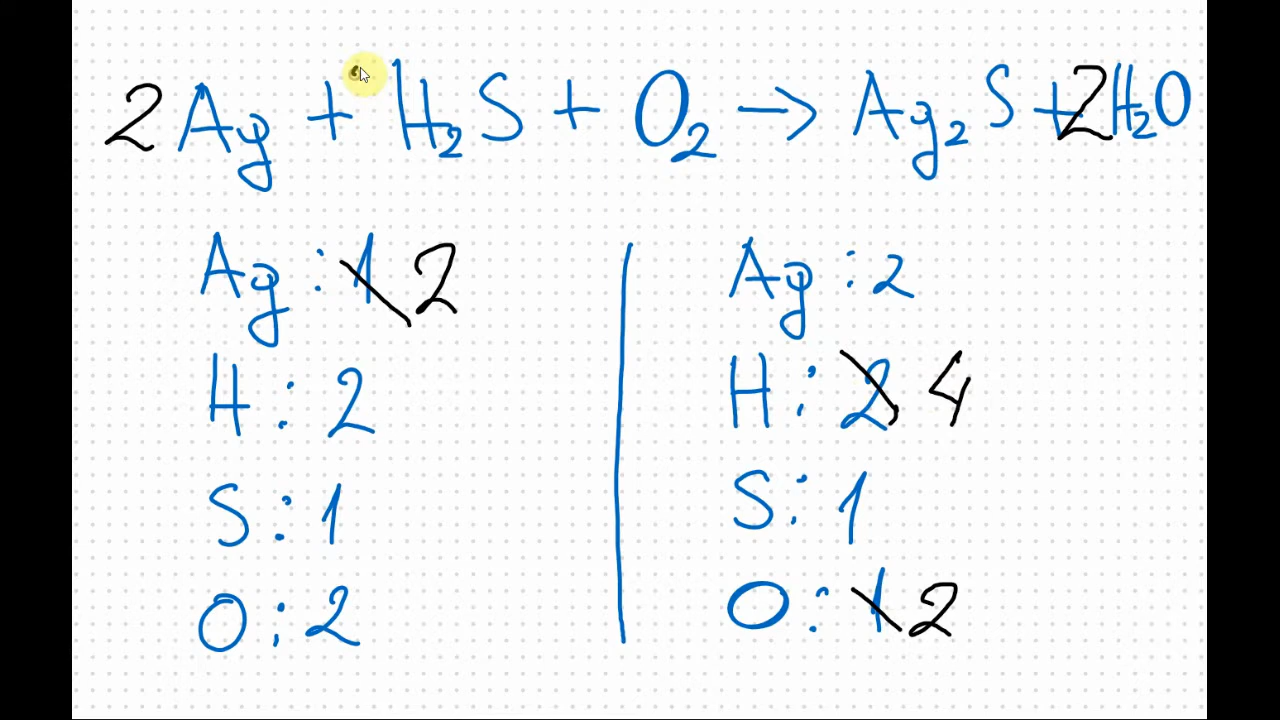 2Ag + H₂S + O₂ → Ag₂S + 2H₂O
Ag : 1 2
Ag : 2
H : 2
H : 2 4
S : 1
S : 1
O : 2
O : 1 2